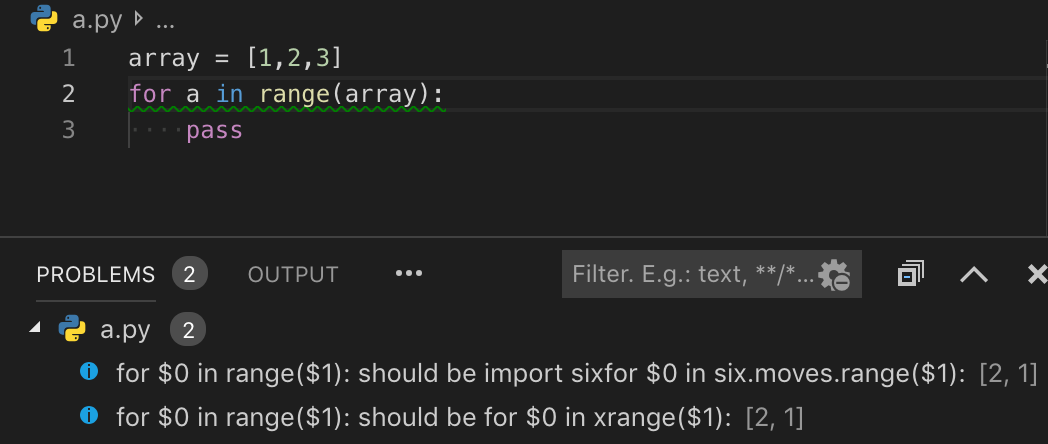 a.py ...
1 array = [1,2,3]
2 for a in range(array):
3 ····pass
PROBLEMS 2 OUTPUT ••• Filter. E.g.: text, **/*...
a.py 2
for $0 in range($1): should be import sixfor $0 in six.moves.range($1): [2, 1]
for $0 in range($1): should be for $0 in xrange($1): [2, 1]